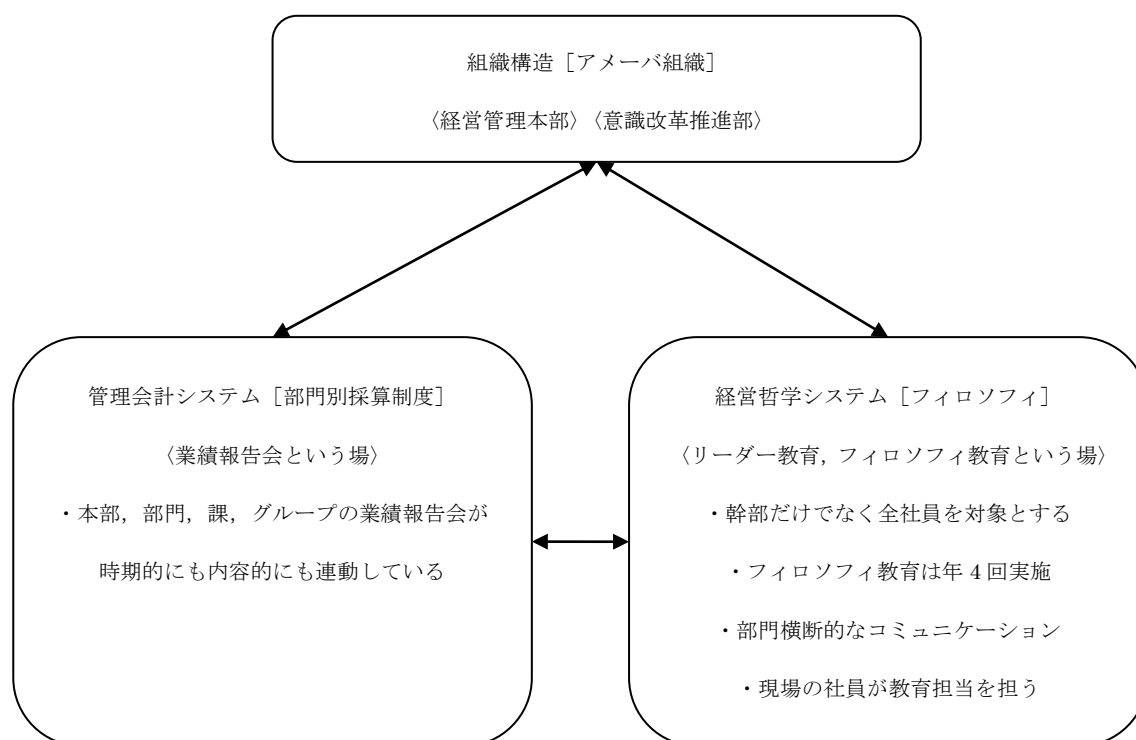 組織構造［アメーバ組織］
〈経営管理本部〉〈意識改革推進部〉
管理会計システム［部門別採算制度］
〈業績報告会という場〉
・本部，部門，課，グループの業績報告会が
時期的にも内容的にも連動している
経営哲学システム［フィロソフィ］
〈リーダー教育，フィロソフィ教育という場〉
・幹部だけでなく全社員を対象とする
・フィロソフィ教育は年 4 回実施
・部門横断的なコミュニケーション
・現場の社員が教育担当を担う